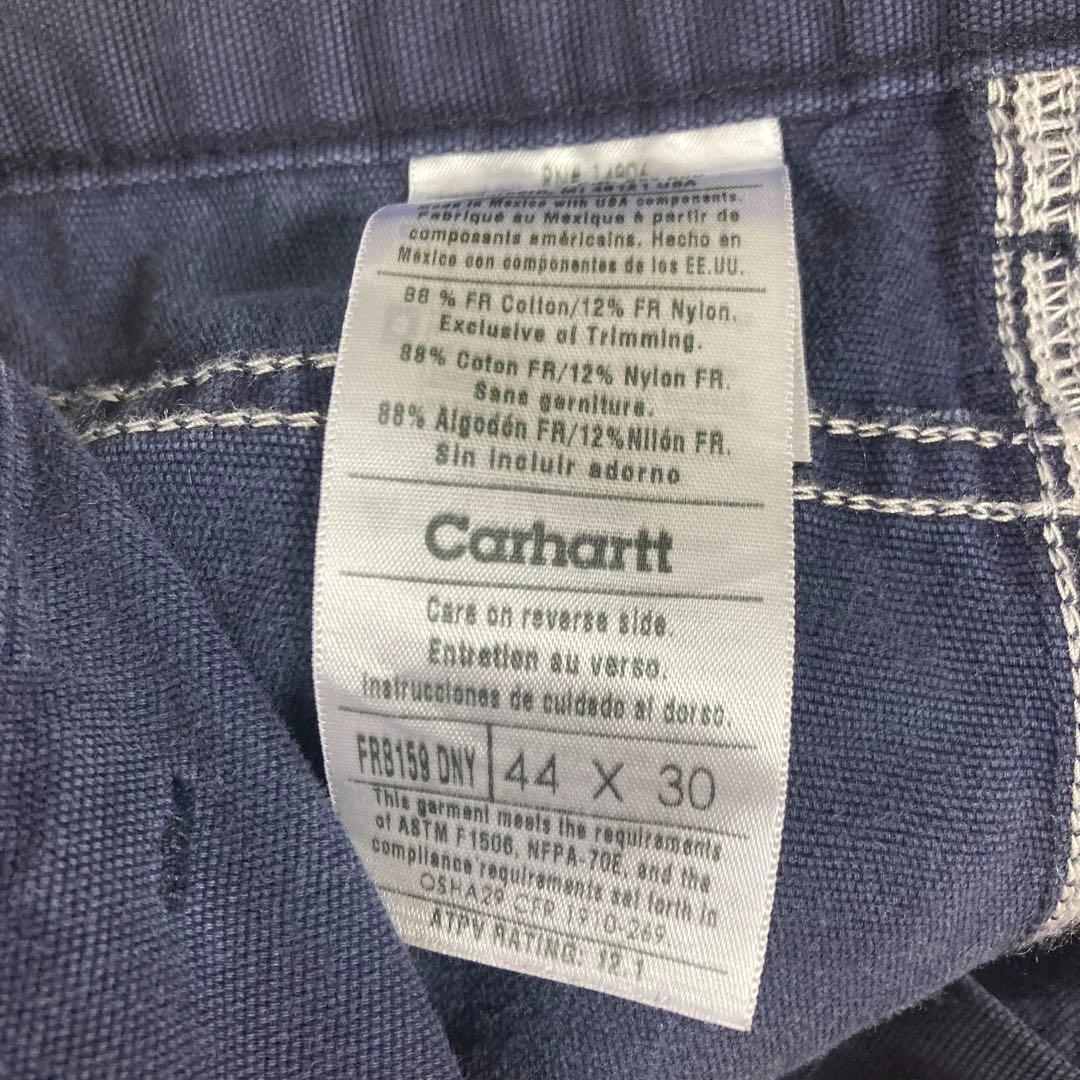 Made in Mexico with USA components.
Fabriqué au Mexique à partir de
composants américains. Hecho en
Mexico con componentes de los EE.UU.
88 % FR Cotton/12% FR Nylon.
Exclusive of Trimming.
88% Coton FR/12% Nylon FR.
Sans garniture.
88% Algodón FR/12%Nilón FR.
Sin incluir adorno
Carhartt
Care on reverse side.
Entretien au verso.
Instrucciones de cuidado al dorso.
FRB159 DNY 44 X 30
This garment meets the requirements
of ASTM F1506, NFPA-70E, and the
compliance requirements set forth in
OSHA29 CFR 1910-269.
ATPV RATING: 12.1